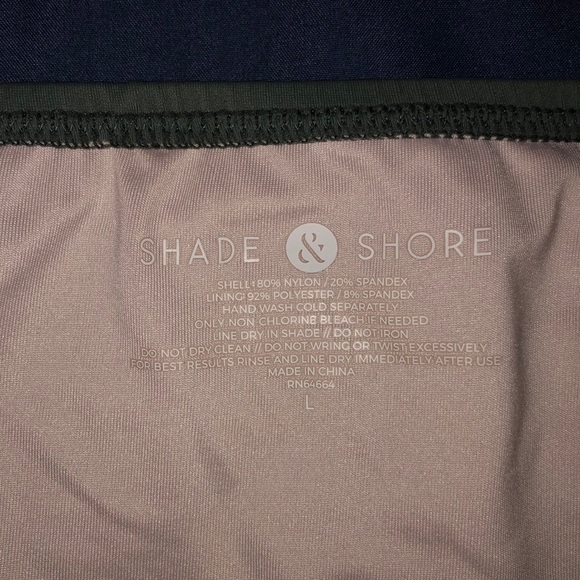 SHADE & SHORE
SHELL: 80% NYLON / 20% SPANDEX
LINING: 92% POLYESTER / 8% SPANDEX
HAND WASH COLD SEPARATELY
ONLY NON CHLORINE BLEACH IF NEEDED
LINE DRY IN SHADE // DO NOT IRON
DO NOT DRY CLEAN // DO NOT WRING OR TWIST EXCESSIVELY
FOR BEST RESULTS RINSE AND LINE DRY IMMEDIATELY AFTER USE
MADE IN CHINA
RN64664
L